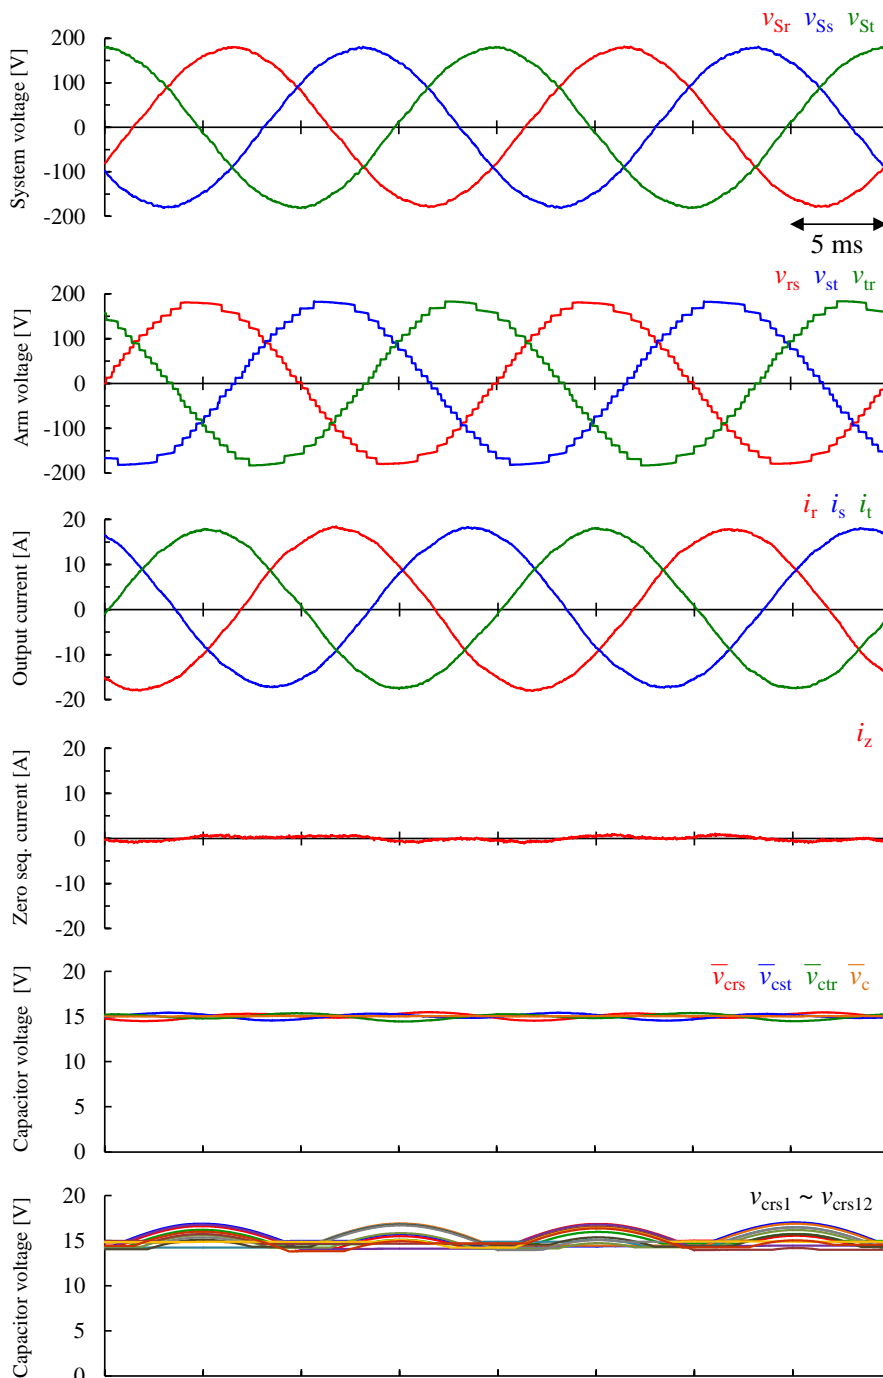 v_Sr v_Ss v_St
System voltage [V]
200
100
0
-100
-200
5 ms
v_rs v_st v_tr
Arm voltage [V]
200
100
0
-100
-200
i_r i_s i_t
Output current [A]
20
10
0
-10
-20
i_z
Zero seq. current [A]
20
10
0
-10
-20
v̅_crs v̅_cst v̅_ctr v̅_c
Capacitor voltage [V]
20
15
10
5
0
v_crs1 ~ v_crs12
Capacitor voltage [V]
20
15
10
5
0